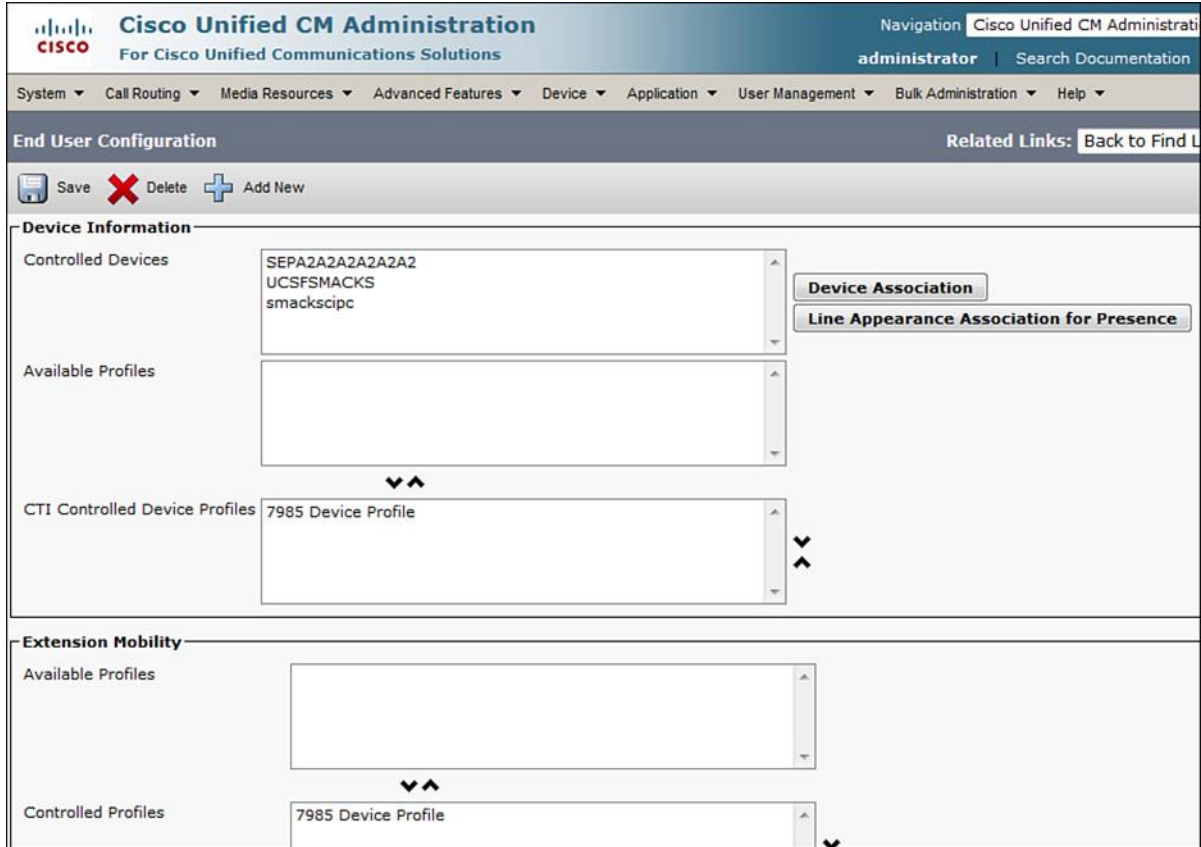 CISCO
Cisco Unified CM Administration
For Cisco Unified Communications Solutions
Navigation Cisco Unified CM Administrati
administrator | Search Documentation
System Call Routing Media Resources Advanced Features Device Application User Management Bulk Administration Help
End User Configuration
Related Links: Back to Find L
Save Delete Add New
Device Information
Controlled Devices
SEPA2A2A2A2A2A2
UCSFSMACKS
smackscipc
Device Association
Line Appearance Association for Presence
Available Profiles
CTI Controlled Device Profiles 7985 Device Profile
Extension Mobility
Available Profiles
Controlled Profiles 7985 Device Profile